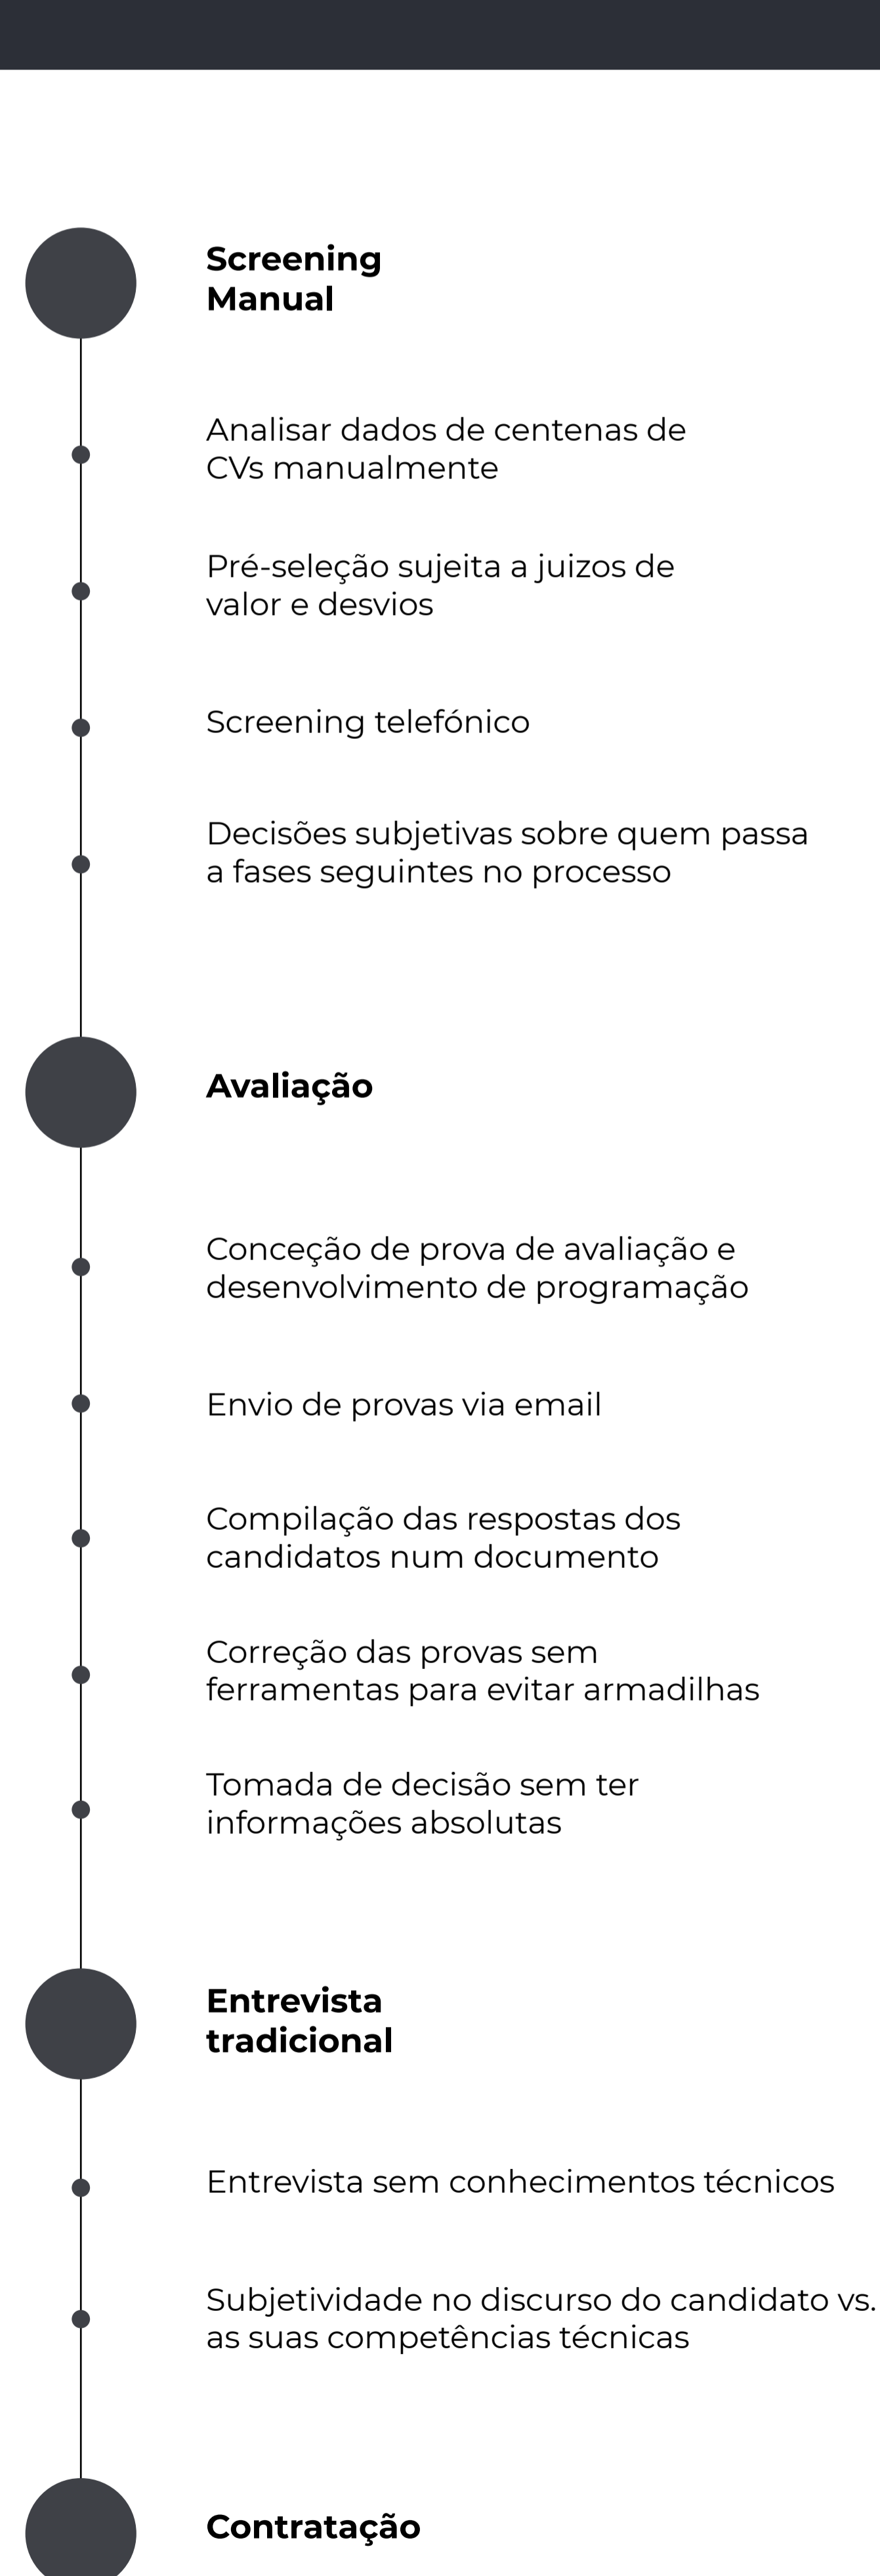 Screening
Manual
Analisar dados de centenas de
CVs manualmente
Pré-seleção sujeita a juizos de
valor e desvios
Screening telefónico
Decisões subjetivas sobre quem passa
a fases seguintes no processo
Avaliação
Conceção de prova de avaliação e
desenvolvimento de programação
Envio de provas via email
Compilação das respostas dos
candidatos num documento
Correção das provas sem
ferramentas para evitar armadilhas
Tomada de decisão sem ter
informações absolutas
Entrevista
tradicional
Entrevista sem conhecimentos técnicos
Subjetividade no discurso do candidato vs.
as suas competências técnicas
Contratação